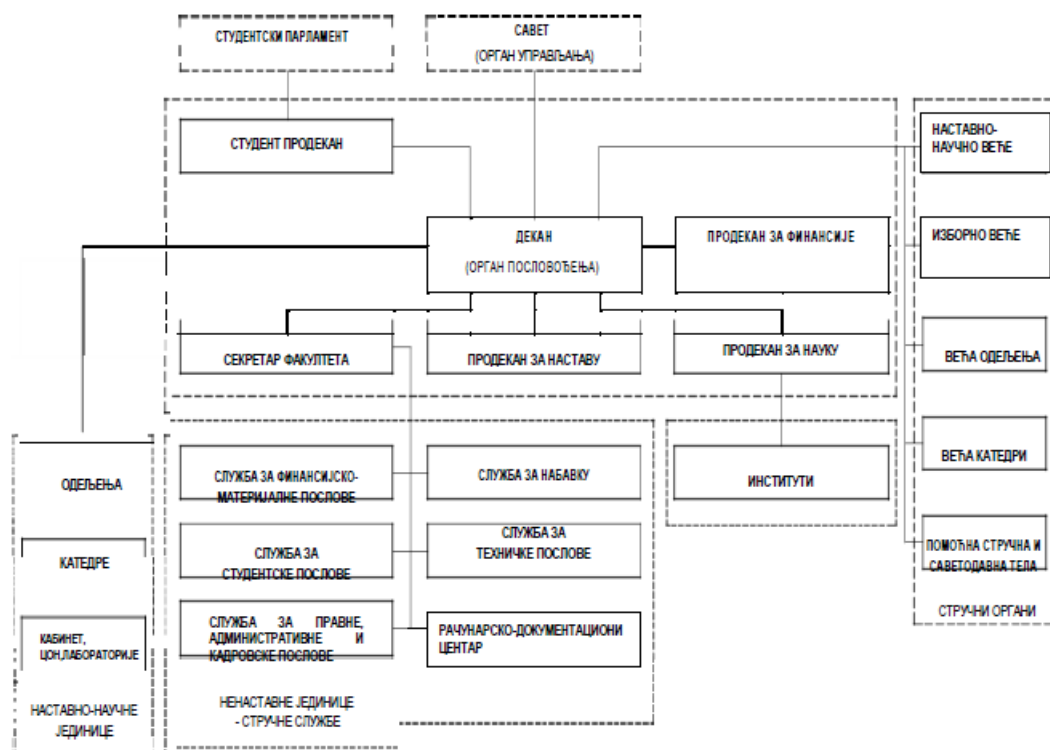 СТУДЕНТСКИ ПАРЛАМЕНТ
САВЕТ
(ОРГАН УПРАВЉАЊА)
СТУДЕНТ ПРОДЕКАН
НАСТАВНО-
НАУЧНО ВЕЋЕ
ДЕКАН
(ОРГАН ПОСЛОВОЂЕЊА)
ПРОДЕКАН ЗА ФИНАНСИЈЕ
ИЗБОРНО ВЕЋЕ
СЕКРЕТАР ФАКУЛТЕТА
ПРОДЕКАН ЗА НАСТАВУ
ПРОДЕКАН ЗА НАУКУ
ВЕЋА ОДЕЉЕЊА
ОДЕЉЕЊА
СЛУЖБА ЗА ФИНАНСИЈСКО-
МАТЕРИЈАЛНЕ ПОСЛОВЕ
СЛУЖБА ЗА НАБАВКУ
ИНСТИТУТИ
ВЕЋА КАТЕДРИ
КАТЕДРЕ
СЛУЖБА ЗА
СТУДЕНТСКЕ ПОСЛОВЕ
СЛУЖБА ЗА
ТЕХНИЧКЕ ПОСЛОВЕ
ПОМОЋНА СТРУЧНА И
САВЕТОДАВНА ТЕЛА
СТРУЧНИ ОРГАНИ
КАБИНЕТ,
ЦОН,ЛАБОРАТОРИЈЕ
СЛУЖБА ЗА ПРАВНЕ,
АДМИНИСТРАТИВНЕ И
КАДРОВСКЕ ПОСЛОВЕ
РАЧУНАРСКО-ДОКУМЕНТАЦИОНИ
ЦЕНТАР
НАСТАВНО-НАУЧНЕ
ЈЕДИНИЦЕ
НЕНАСТАВНЕ ЈЕДИНИЦЕ
- СТРУЧНЕ СЛУЖБЕ